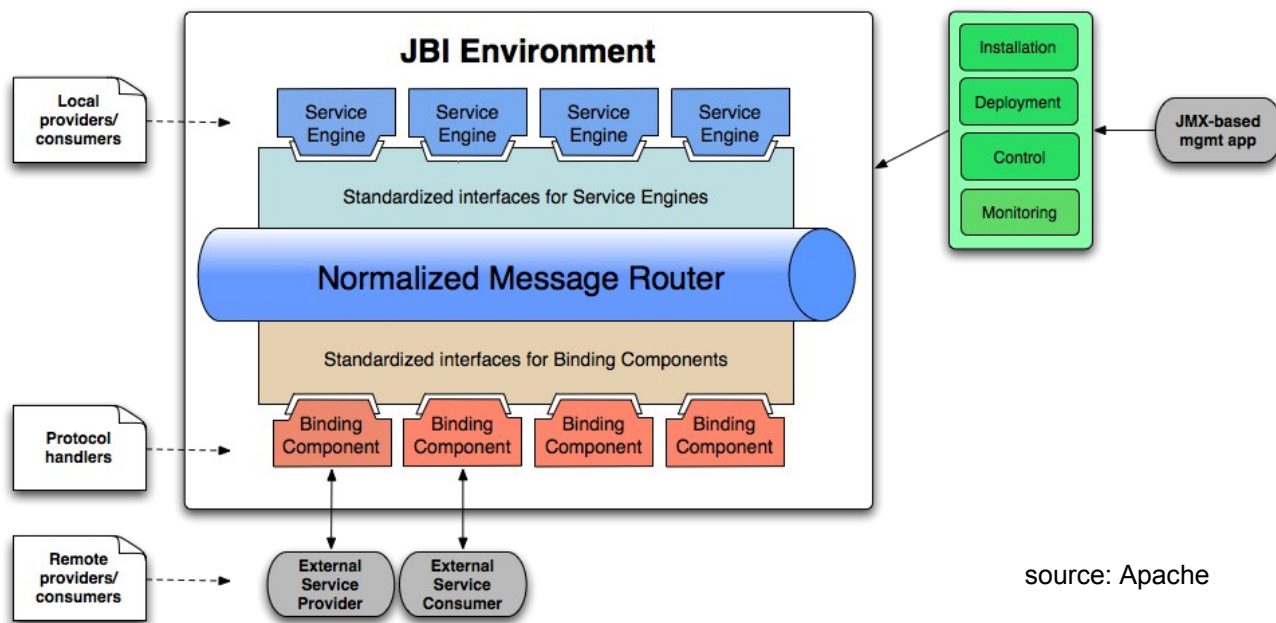 JBI Environment
Local
providers/
consumers
Service
Engine
Service
Engine
Service
Engine
Service
Engine
Standardized interfaces for Service Engines
Normalized Message Router
Standardized interfaces for Binding Components
Protocol
handlers
Binding
Component
Binding
Component
Binding
Component
Binding
Component
Remote
providers/
consumers
External
Service
Provider
External
Service
Consumer
Installation
Deployment
Control
Monitoring
JMX-based
mgmt app
source: Apache